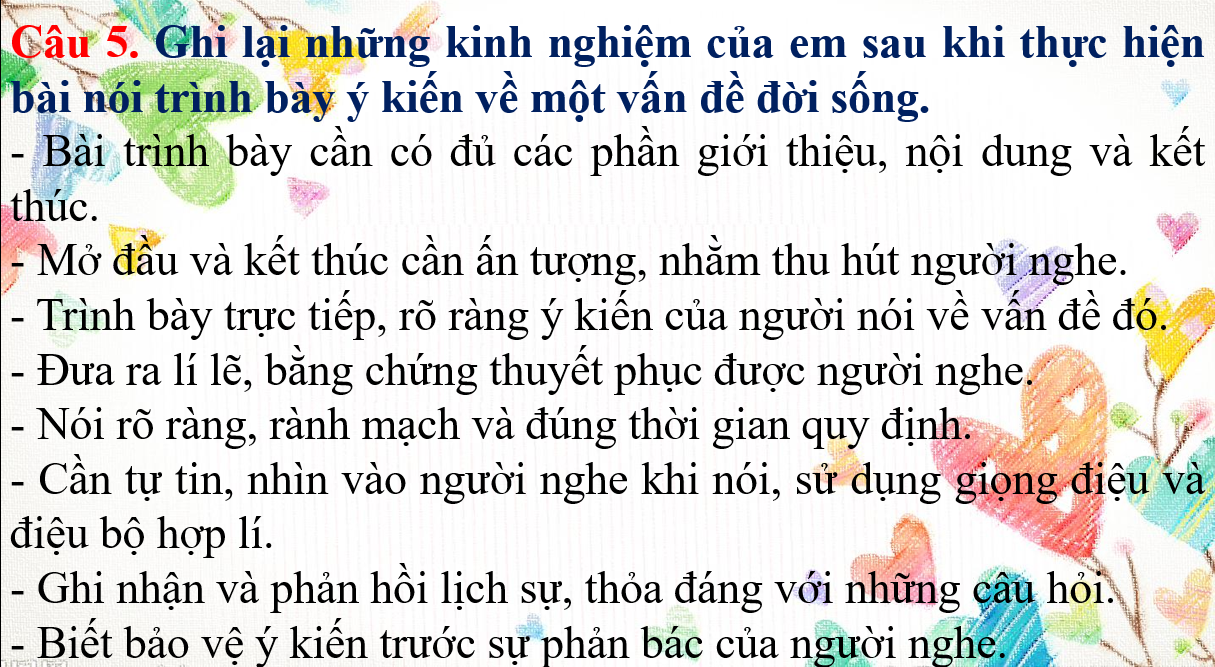 Câu 5. Ghi lại những kinh nghiệm của em sau khi thực hiện
bài nói trình bày ý kiến về một vấn đề đời sống.
- Bài trình bày cần có đủ các phần giới thiệu, nội dung và kết
thúc.
- Mở đầu và kết thúc cần ấn tượng, nhằm thu hút người nghe.
- Trình bày trực tiếp, rõ ràng ý kiến của người nói về vấn đề đó.
- Đưa ra lí lẽ, bằng chứng thuyết phục được người nghe.
- Nói rõ ràng, rành mạch và đúng thời gian quy định.
- Cần tự tin, nhìn vào người nghe khi nói, sử dụng giọng điệu và
điệu bộ hợp lí.
- Ghi nhận và phản hồi lịch sự, thỏa đáng với những câu hỏi.
- Biết bảo vệ ý kiến trước sự phản bác của người nghe.